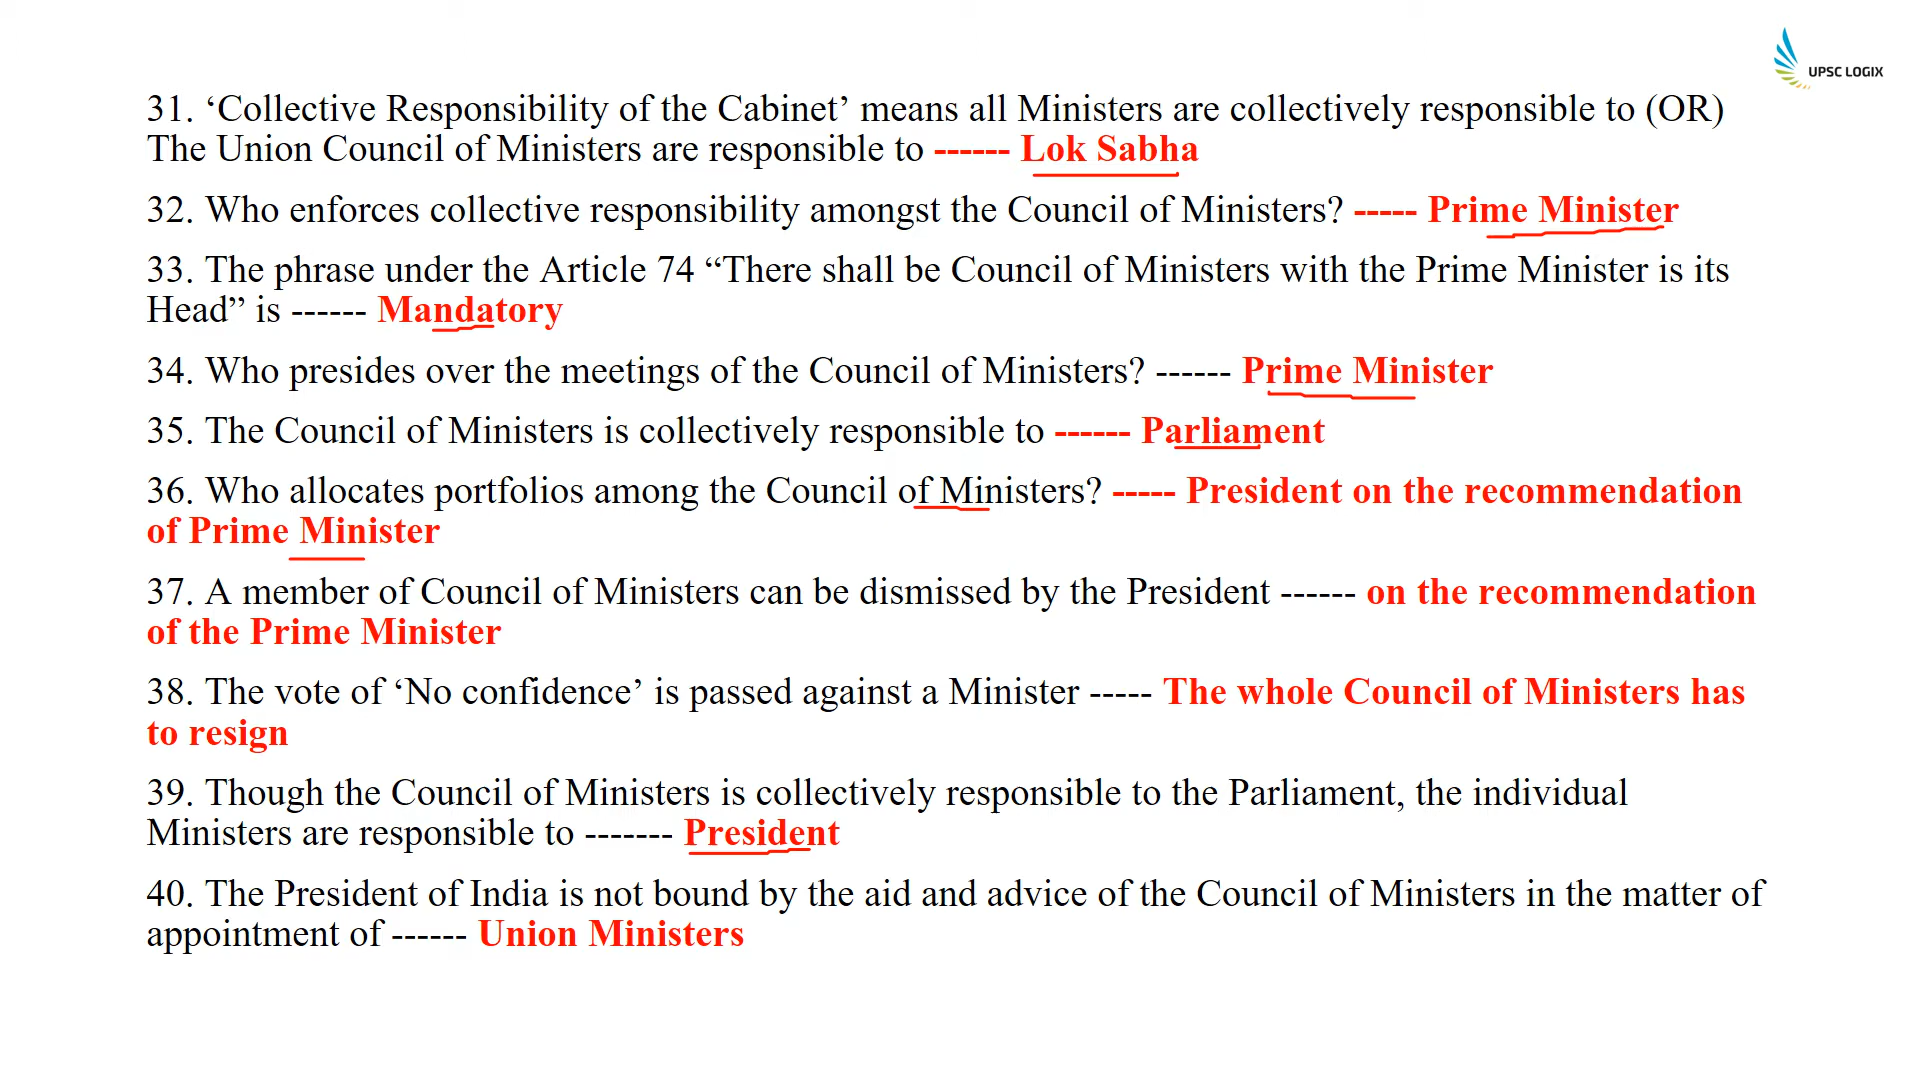 UPSC LOGIX
31. ‘Collective Responsibility of the Cabinet’ means all Ministers are collectively responsible to (OR)
The Union Council of Ministers are responsible to ------ Lok Sabha
32. Who enforces collective responsibility amongst the Council of Ministers? ----- Prime Minister
33. The phrase under the Article 74 “There shall be Council of Ministers with the Prime Minister is its
Head” is ------ Mandatory
34. Who presides over the meetings of the Council of Ministers? ------ Prime Minister
35. The Council of Ministers is collectively responsible to ------ Parliament
36. Who allocates portfolios among the Council of Ministers? ----- President on the recommendation
of Prime Minister
37. A member of Council of Ministers can be dismissed by the President ------ on the recommendation
of the Prime Minister
38. The vote of ‘No confidence’ is passed against a Minister ----- The whole Council of Ministers has
to resign
39. Though the Council of Ministers is collectively responsible to the Parliament, the individual
Ministers are responsible to ------- President
40. The President of India is not bound by the aid and advice of the Council of Ministers in the matter of
appointment of ------ Union Ministers